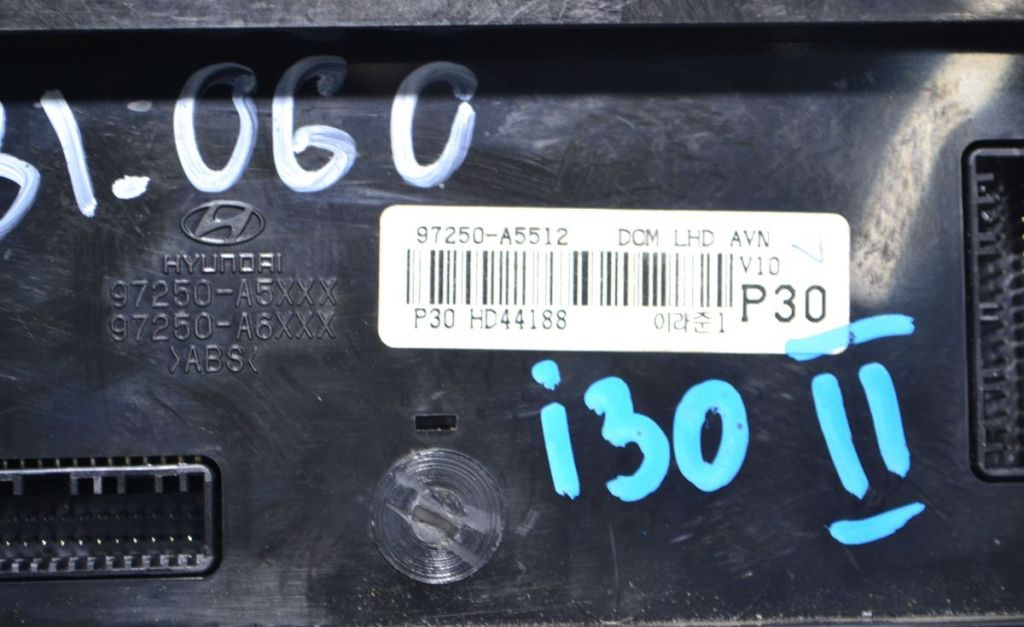 31.060
HYUNDAI
97250-A5XXX
97250-A6XXX
>ABS<
97250-A5512 DOM LHD AVN
V10
P30
P30 HD44188 이라준1
i30 II